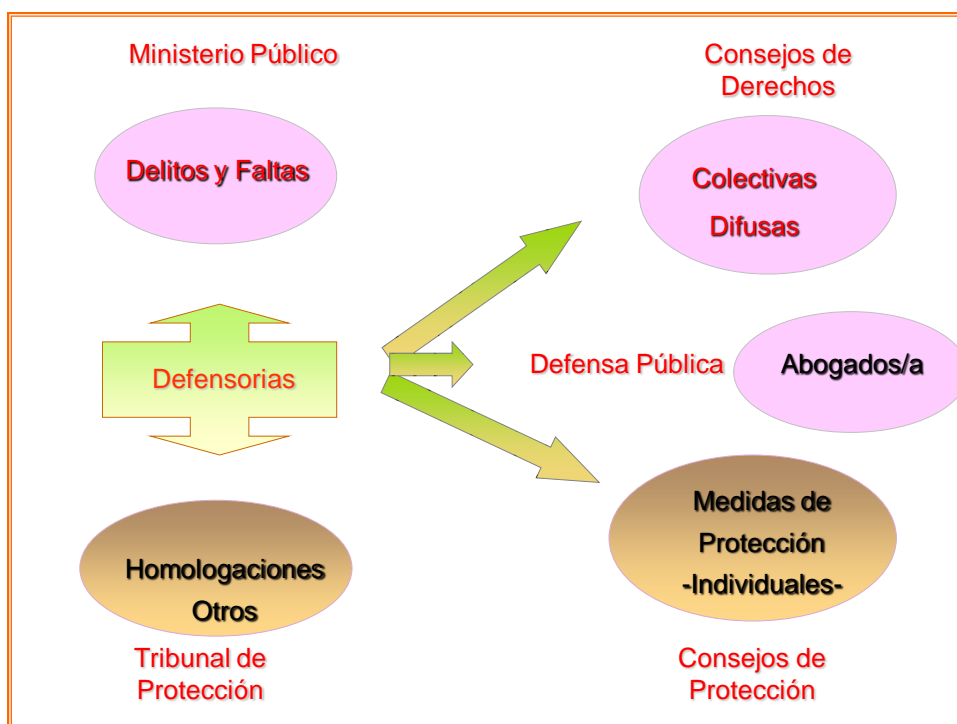 Ministerio Público
Consejos de
Derechos
Delitos y Faltas
Colectivas
Difusas
Defensorias
Defensa Pública
Abogados/a
Medidas de
Protección
-Individuales-
Homologaciones
Otros
Tribunal de
Protección
Consejos de
Protección